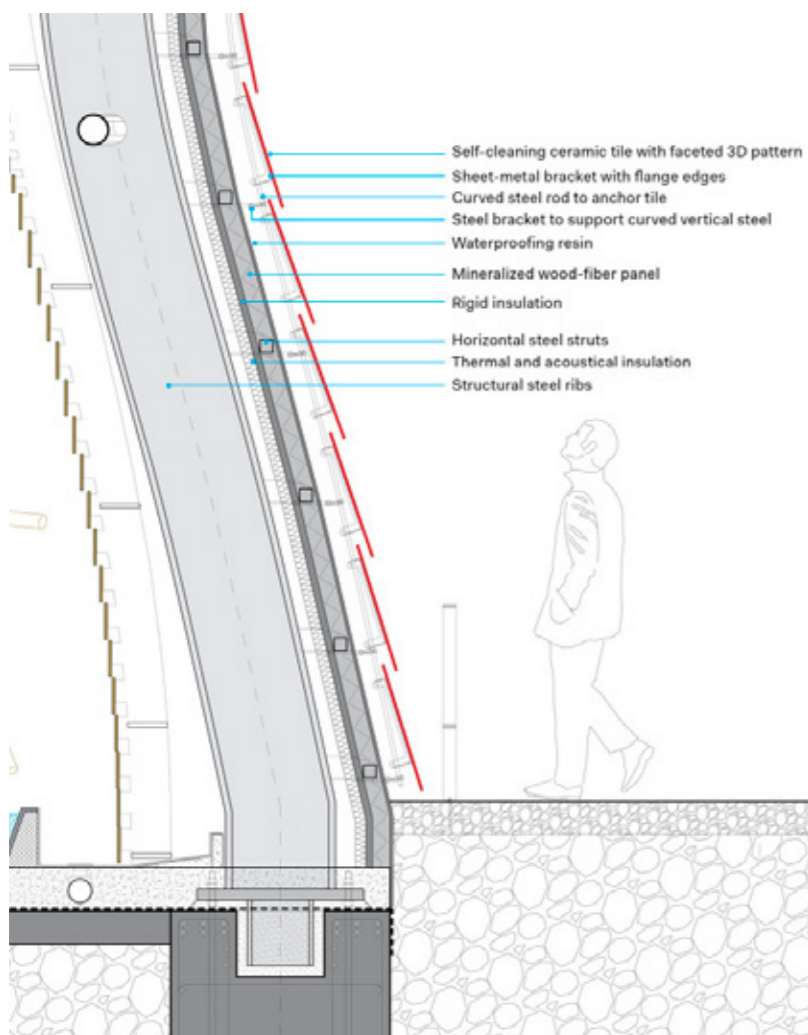 Self-cleaning ceramic tile with faceted 3D pattern
Sheet-metal bracket with flange edges
Curved steel rod to anchor tile
Steel bracket to support curved vertical steel
Waterproofing resin
Mineralized wood-fiber panel
Rigid insulation
Horizontal steel struts
Thermal and acoustical insulation
Structural steel ribs